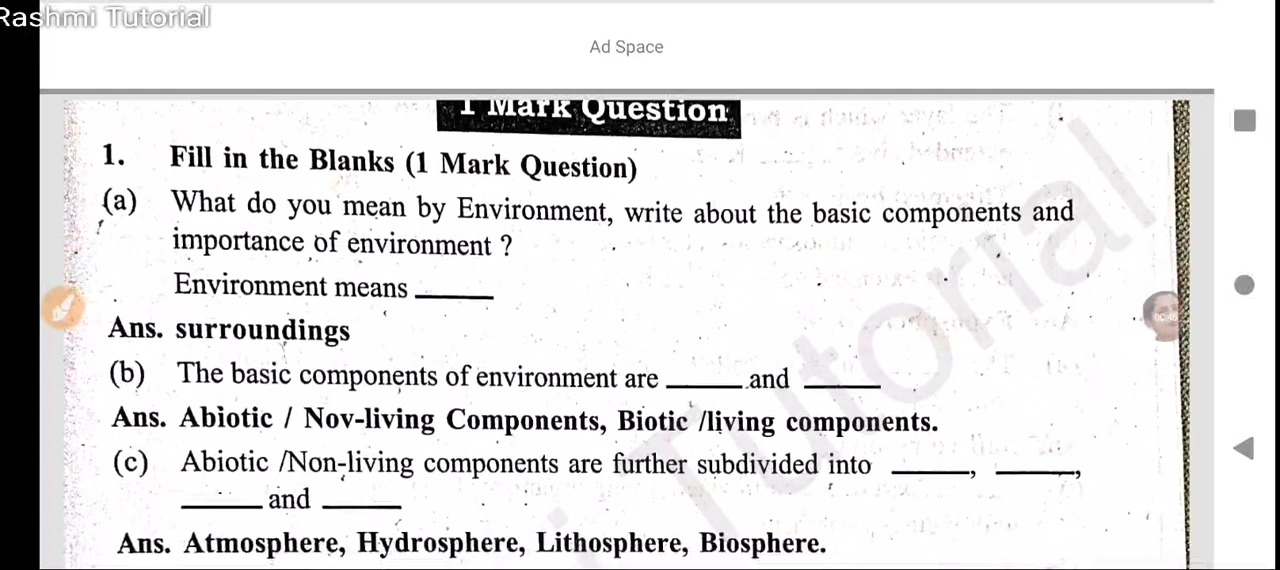 Rashmi Tutorial
Ad Space
1 Mark Question
1. Fill in the Blanks (1 Mark Question)
(a) What do you mean by Environment, write about the basic components and
importance of environment ?
Environment means ______
Ans. surroundings
(b) The basic components of environment are ______ and ______
Ans. Abiotic / Nov-living Components, Biotic /living components.
(c) Abiotic /Non-living components are further subdivided into ______, ______,
______ and ______
Ans. Atmosphere, Hydrosphere, Lithosphere, Biosphere.
i Tutorial